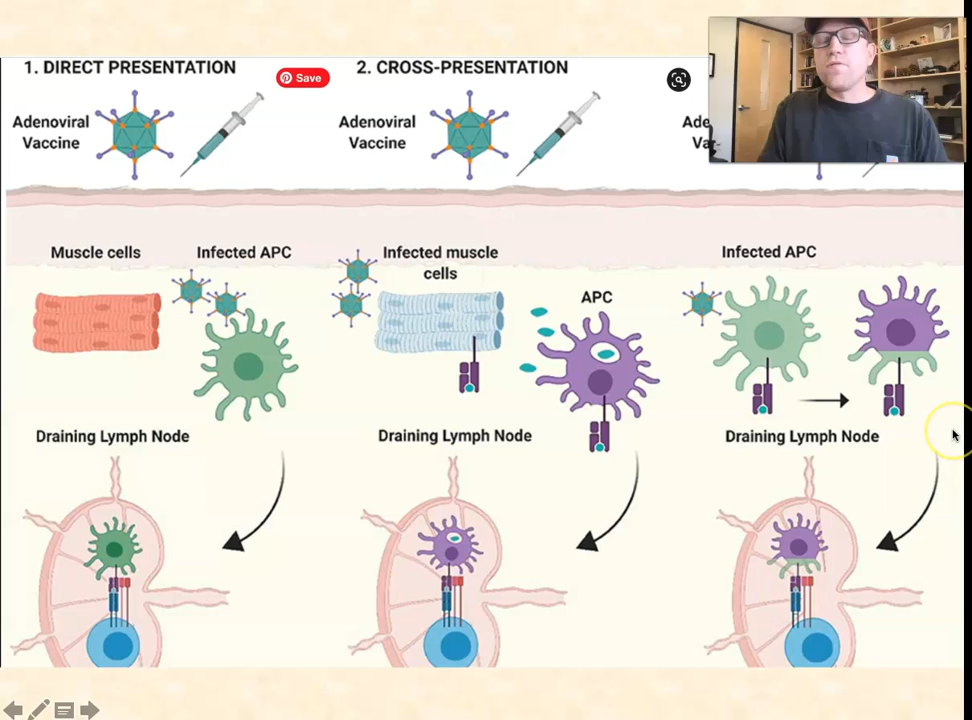 1. DIRECT PRESENTATION
Save
2. CROSS-PRESENTATION
Adenoviral
Vaccine
Adenoviral
Vaccine
Muscle cells
Infected APC
Infected muscle
cells
APC
Infected APC
Draining Lymph Node
Draining Lymph Node
Draining Lymph Node